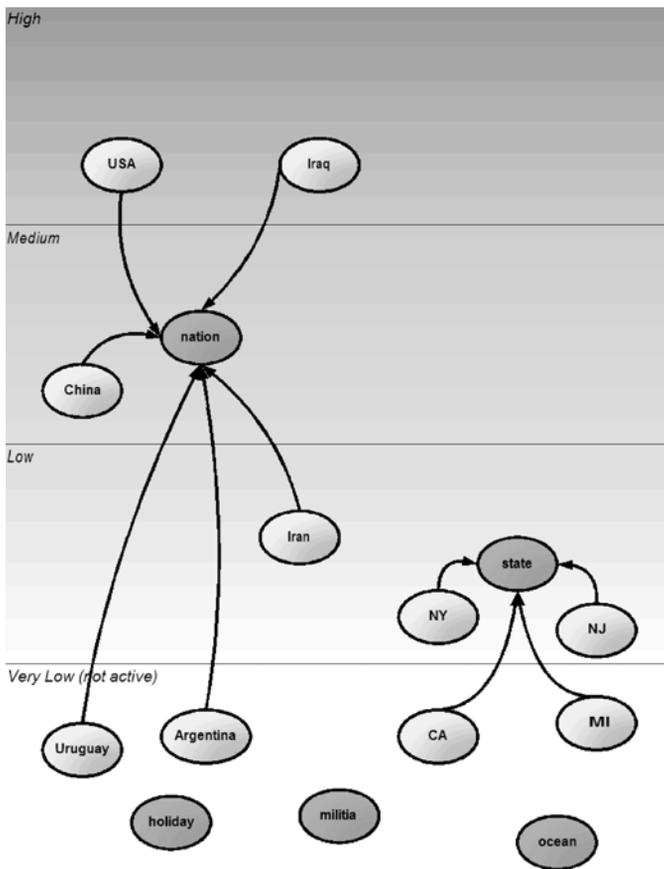 High
USA
Iraq
Medium
nation
China
Low
Iran
state
NY
NJ
Very Low (not active)
Uruguay
Argentina
CA
MI
holiday
militia
ocean